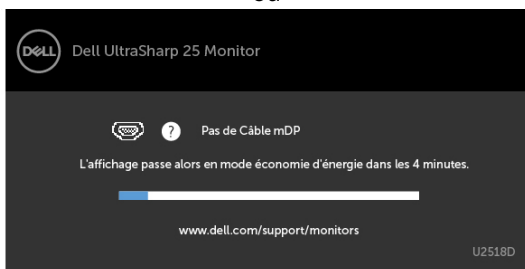 DELL
Dell UltraSharp 25 Monitor
? Pas de Câble mDP
L'affichage passe alors en mode économie d'énergie dans les 4 minutes.
www.dell.com/support/monitors
U2518D